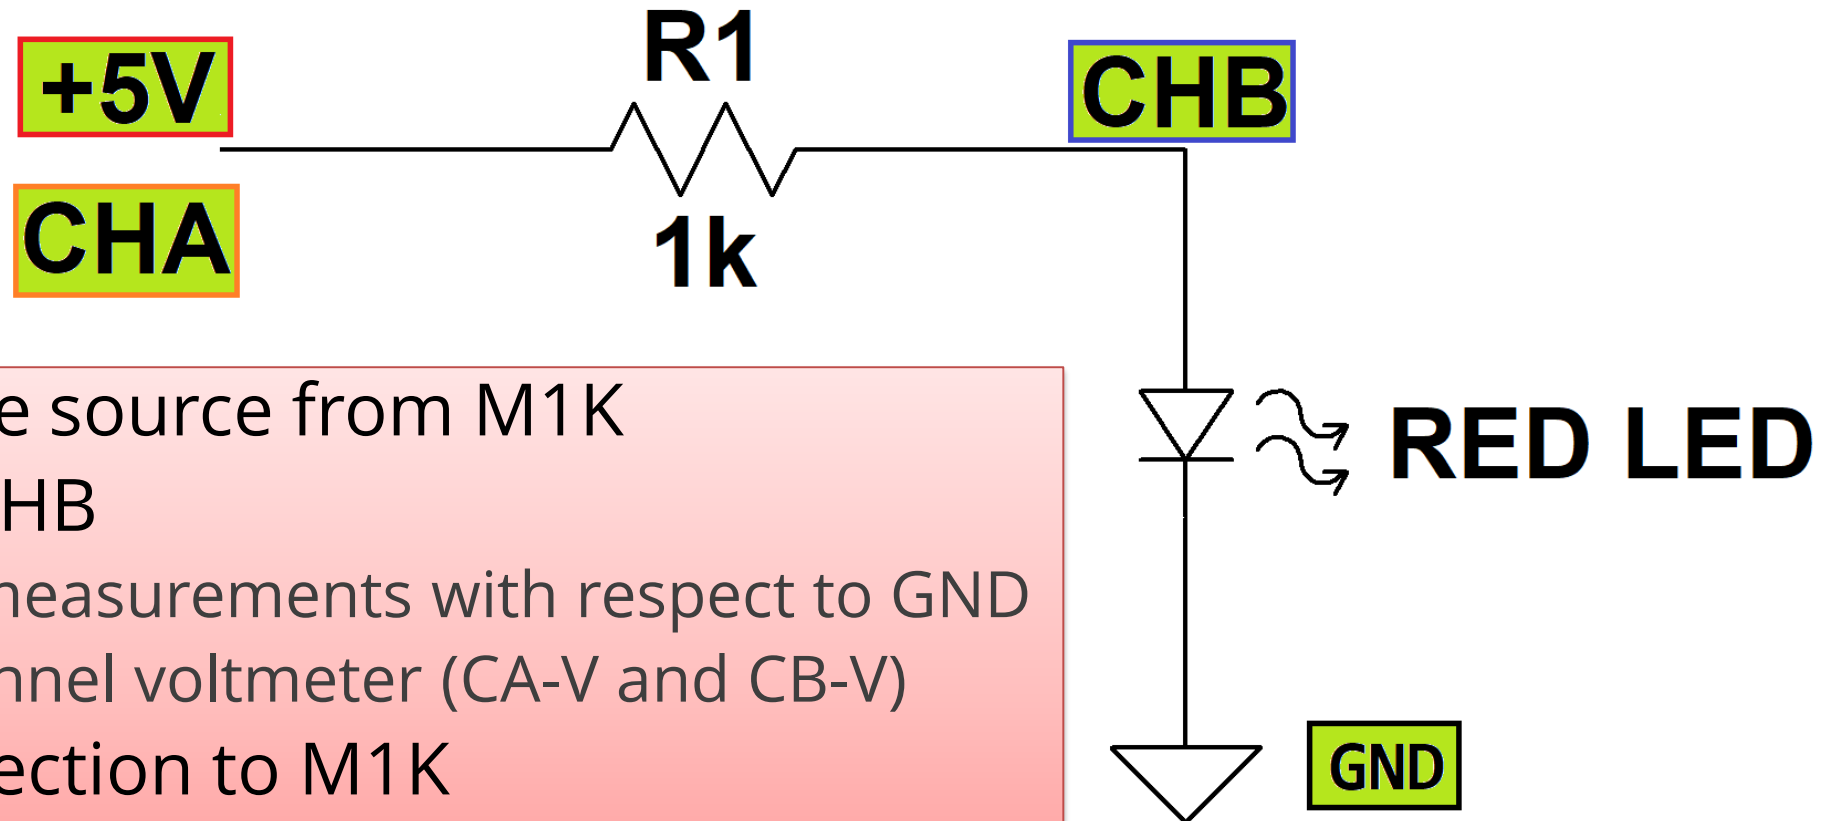 R1
+5V
CHB
CHA
1k
e source from M1K
HB
RED LED
measurements with respect to GND
nnel voltmeter (CA-V and CB-V)
ection to M1K
GND